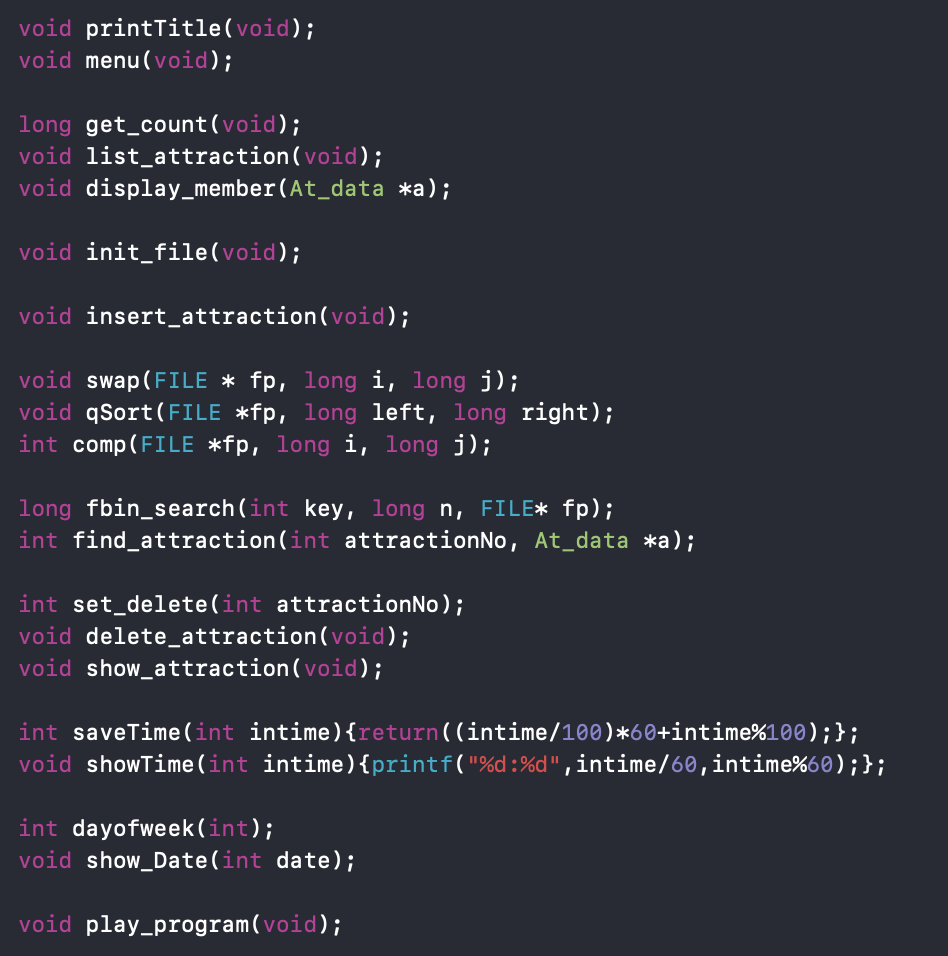 void printTitle(void);
void menu(void);
long get_count(void);
void list_attraction(void);
void display_member(At_data *a);
void init_file(void);
void insert_attraction(void);
void swap(FILE * fp, long i, long j);
void qSort(FILE *fp, long left, long right);
int comp(FILE *fp, long i, long j);
long fbin_search(int key, long n, FILE* fp);
int find_attraction(int attractionNo, At_data *a);
int set_delete(int attractionNo);
void delete_attraction(void);
void show_attraction(void);
int saveTime(int intime){return((intime/100)*60+intime%100);};
void showTime(int intime){printf("%d:%d",intime/60,intime%60);};
int dayofweek(int);
void show_Date(int date);
void play_program(void);